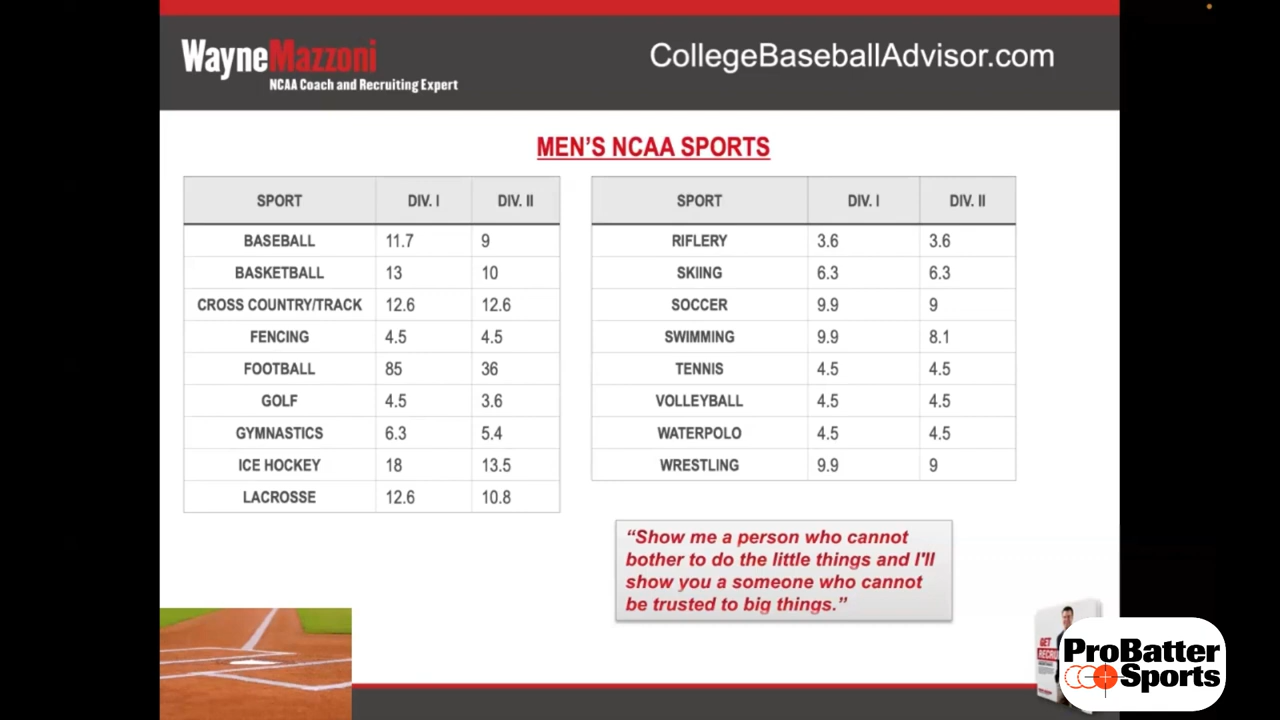 WayneMazzoni
NCAA Coach and Recruiting Expert
CollegeBaseballAdvisor.com
MEN'S NCAA SPORTS
SPORT DIV. I DIV. II
BASEBALL 11.7 9
BASKETBALL 13 10
CROSS COUNTRY/TRACK 12.6 12.6
FENCING 4.5 4.5
FOOTBALL 85 36
GOLF 4.5 3.6
GYMNASTICS 6.3 5.4
ICE HOCKEY 18 13.5
LACROSSE 12.6 10.8
SPORT DIV. I DIV. II
RIFLERY 3.6 3.6
SKIING 6.3 6.3
SOCCER 9.9 9
SWIMMING 9.9 8.1
TENNIS 4.5 4.5
VOLLEYBALL 4.5 4.5
WATERPOLO 4.5 4.5
WRESTLING 9.9 9
“Show me a person who cannot
bother to do the little things and I'll
show you a someone who cannot
be trusted to big things.”
GET
ProBatter
Sports